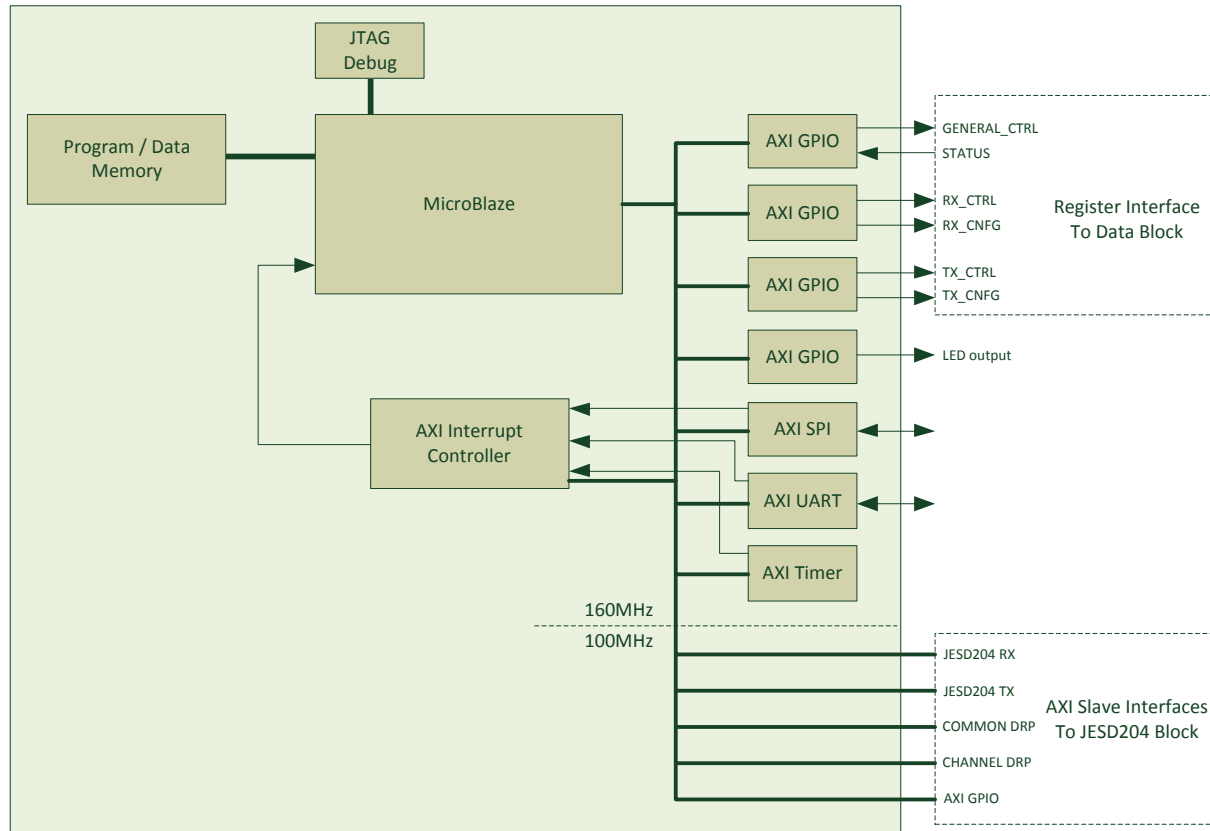 JTAG
Debug
Program / Data
Memory
MicroBlaze
AXI GPIO
GENERAL_CTRL
STATUS
AXI GPIO
RX_CTRL
RX_CNFG
Register Interface
To Data Block
AXI GPIO
TX_CTRL
TX_CNFG
AXI GPIO
LED output
AXI Interrupt
Controller
AXI SPI
AXI UART
AXI Timer
160MHz
100MHz
JESD204 RX
JESD204 TX
COMMON DRP
CHANNEL DRP
AXI GPIO
AXI Slave Interfaces
To JESD204 Block